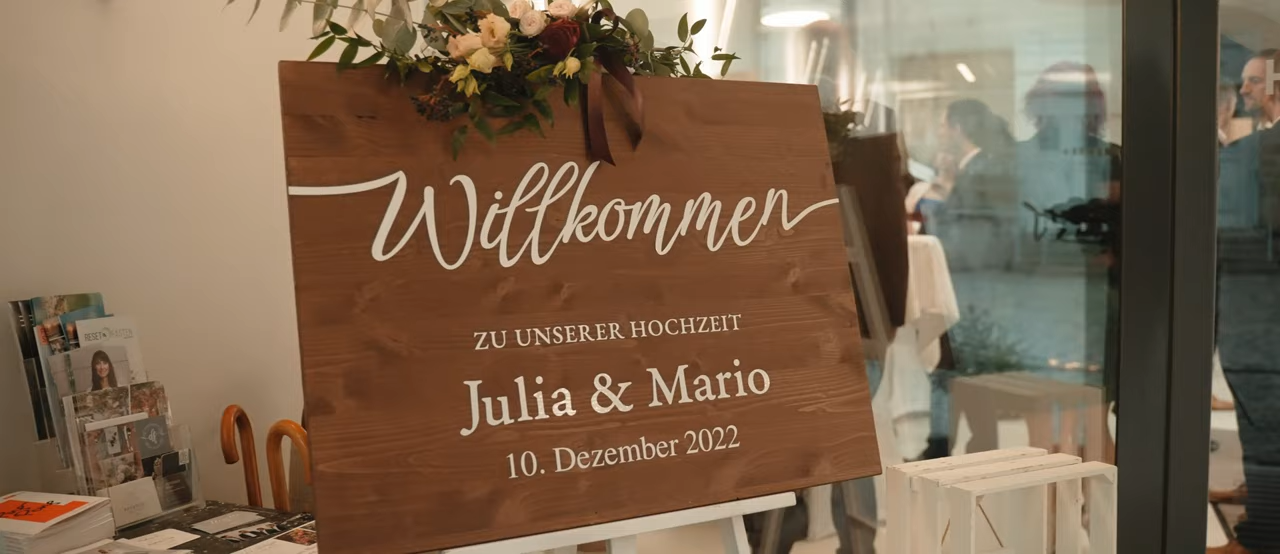 Willkommen
ZU UNSERER HOCHZEIT
Julia & Mario
10. Dezember 2022